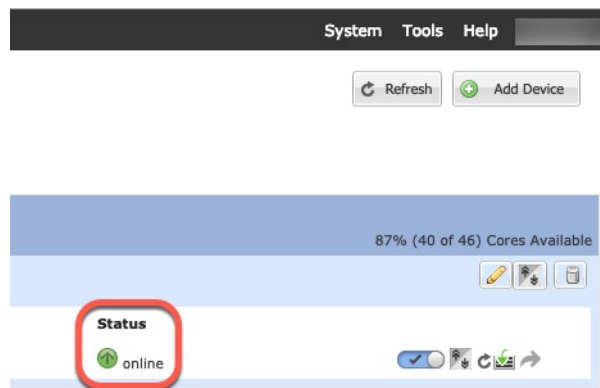 System Tools Help
Refresh Add Device
87% (40 of 46) Cores Available
Status
online